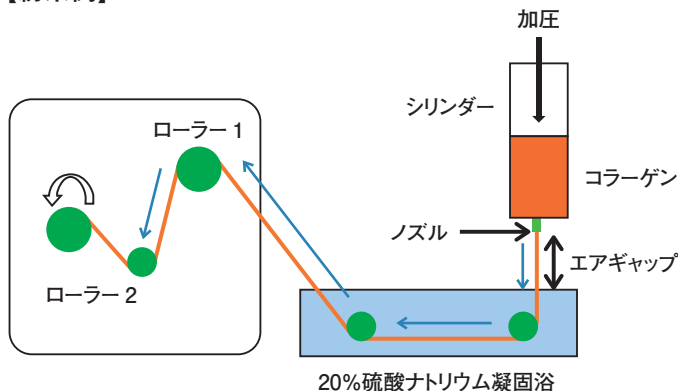 加圧
シリンダー
ローラー 1
コラーゲン
ノズル
エアギャップ
ローラー 2
20%硫酸ナトリウム凝固浴